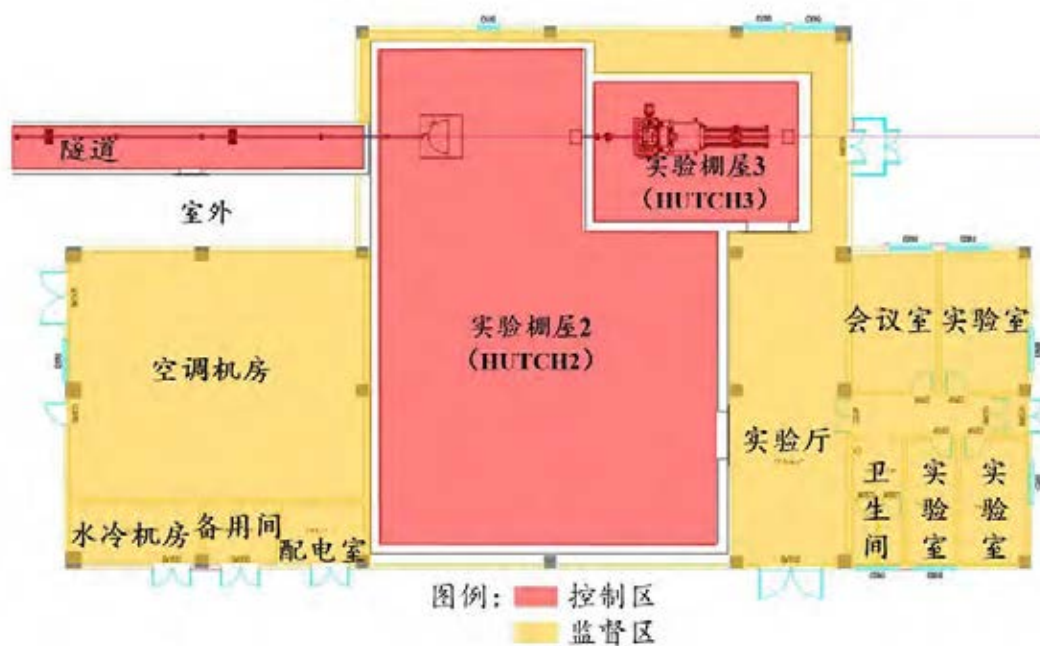 隧道
室外
实验棚屋3
（HUTCH3）
会议室
实验室
空调机房
实验棚屋2
（HUTCH2）
实验厅
水冷机房
备用间
配电室
卫生间
实验室
实验室
图例：
控制区
监督区